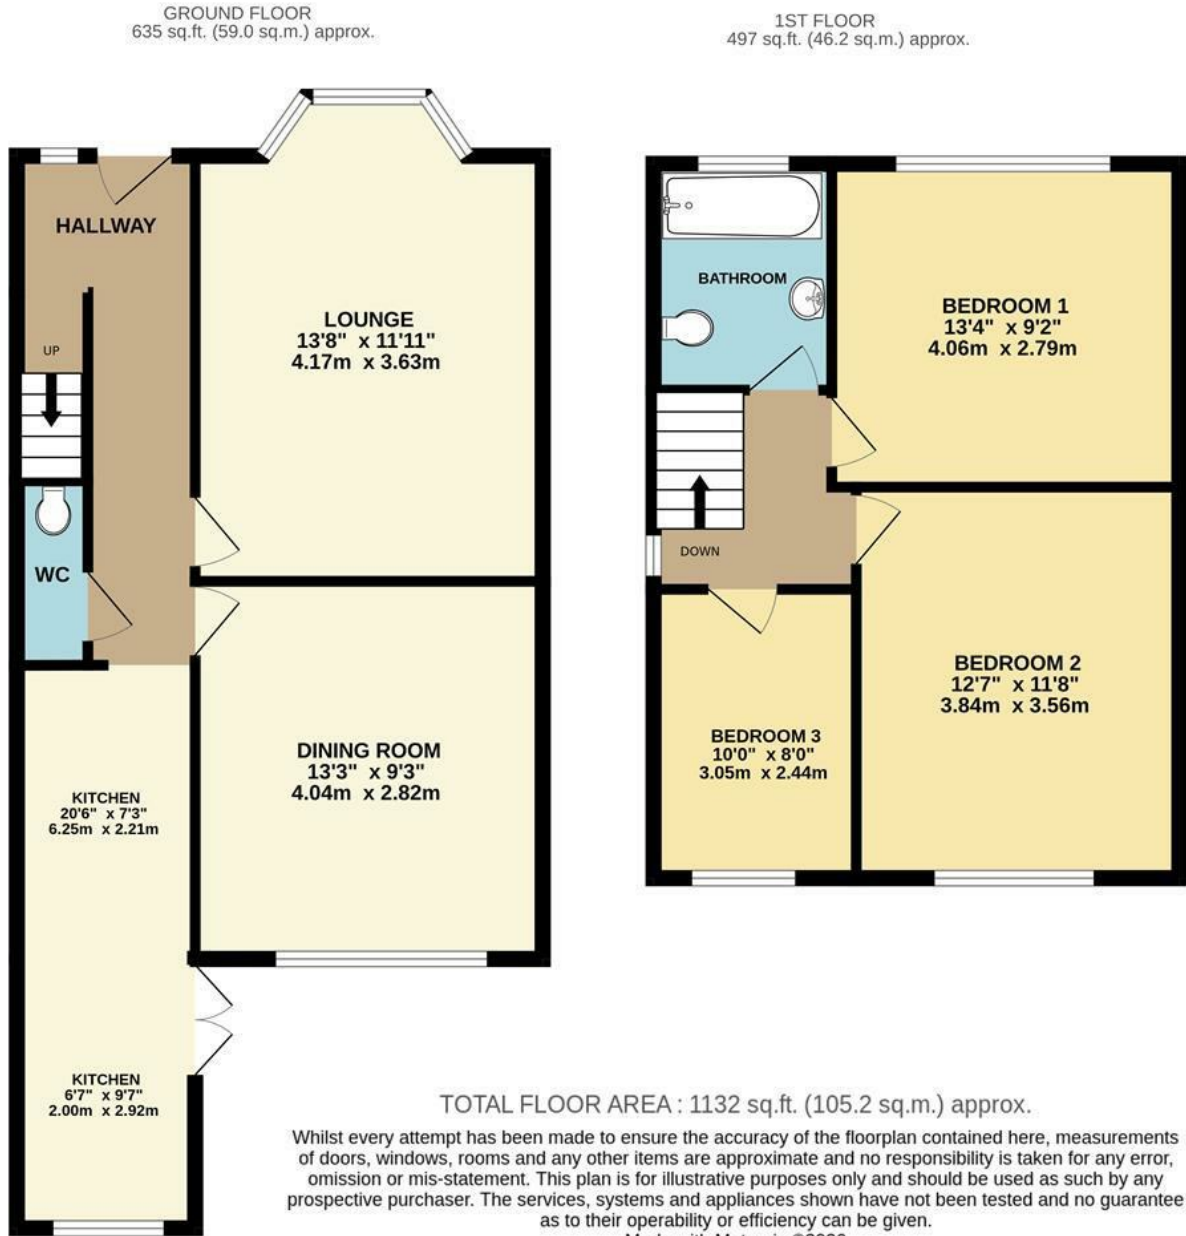 GROUND FLOOR
635 sq.ft. (59.0 sq.m.) approx.
1ST FLOOR
497 sq.ft. (46.2 sq.m.) approx.
HALLWAY
UP
WC
LOUNGE
13'8" x 11'11"
4.17m x 3.63m
DINING ROOM
13'3" x 9'3"
4.04m x 2.82m
KITCHEN
20'6" x 7'3"
6.25m x 2.21m
KITCHEN
6'7" x 9'7"
2.00m x 2.92m
BATHROOM
BEDROOM 1
13'4" x 9'2"
4.06m x 2.79m
DOWN
BEDROOM 2
12'7" x 11'8"
3.84m x 3.56m
BEDROOM 3
10'0" x 8'0"
3.05m x 2.44m
TOTAL FLOOR AREA : 1132 sq.ft. (105.2 sq.m.) approx.
Whilst every attempt has been made to ensure the accuracy of the floorplan contained here, measurements
of doors, windows, rooms and any other items are approximate and no responsibility is taken for any error,
omission or mis-statement. This plan is for illustrative purposes only and should be used as such by any
prospective purchaser. The services, systems and appliances shown have not been tested and no guarantee
as to their operability or efficiency can be given.